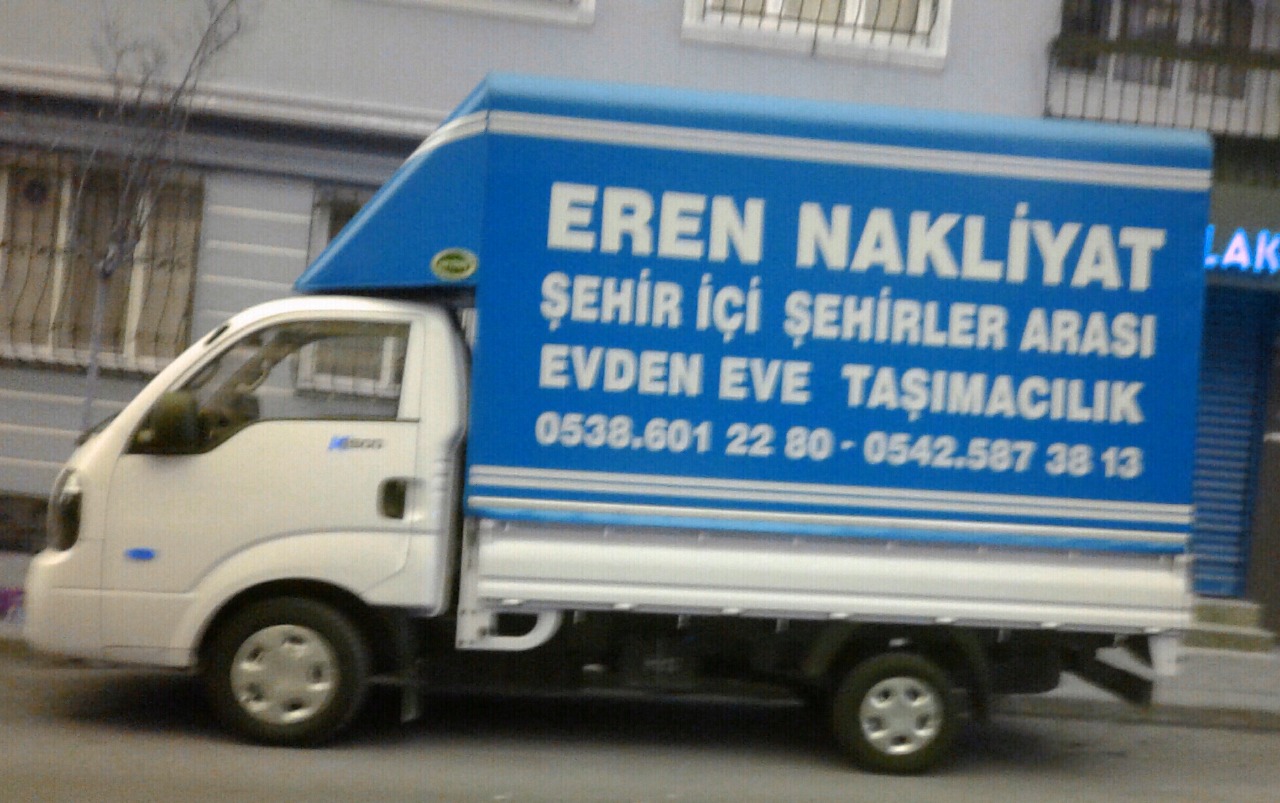 EREN NAKLİYAT
ŞEHİR İÇİ ŞEHİRLER ARASI
EVDEN EVE TAŞIMACILIK
0538.601 22 80 - 0542.587 38 13
LAK